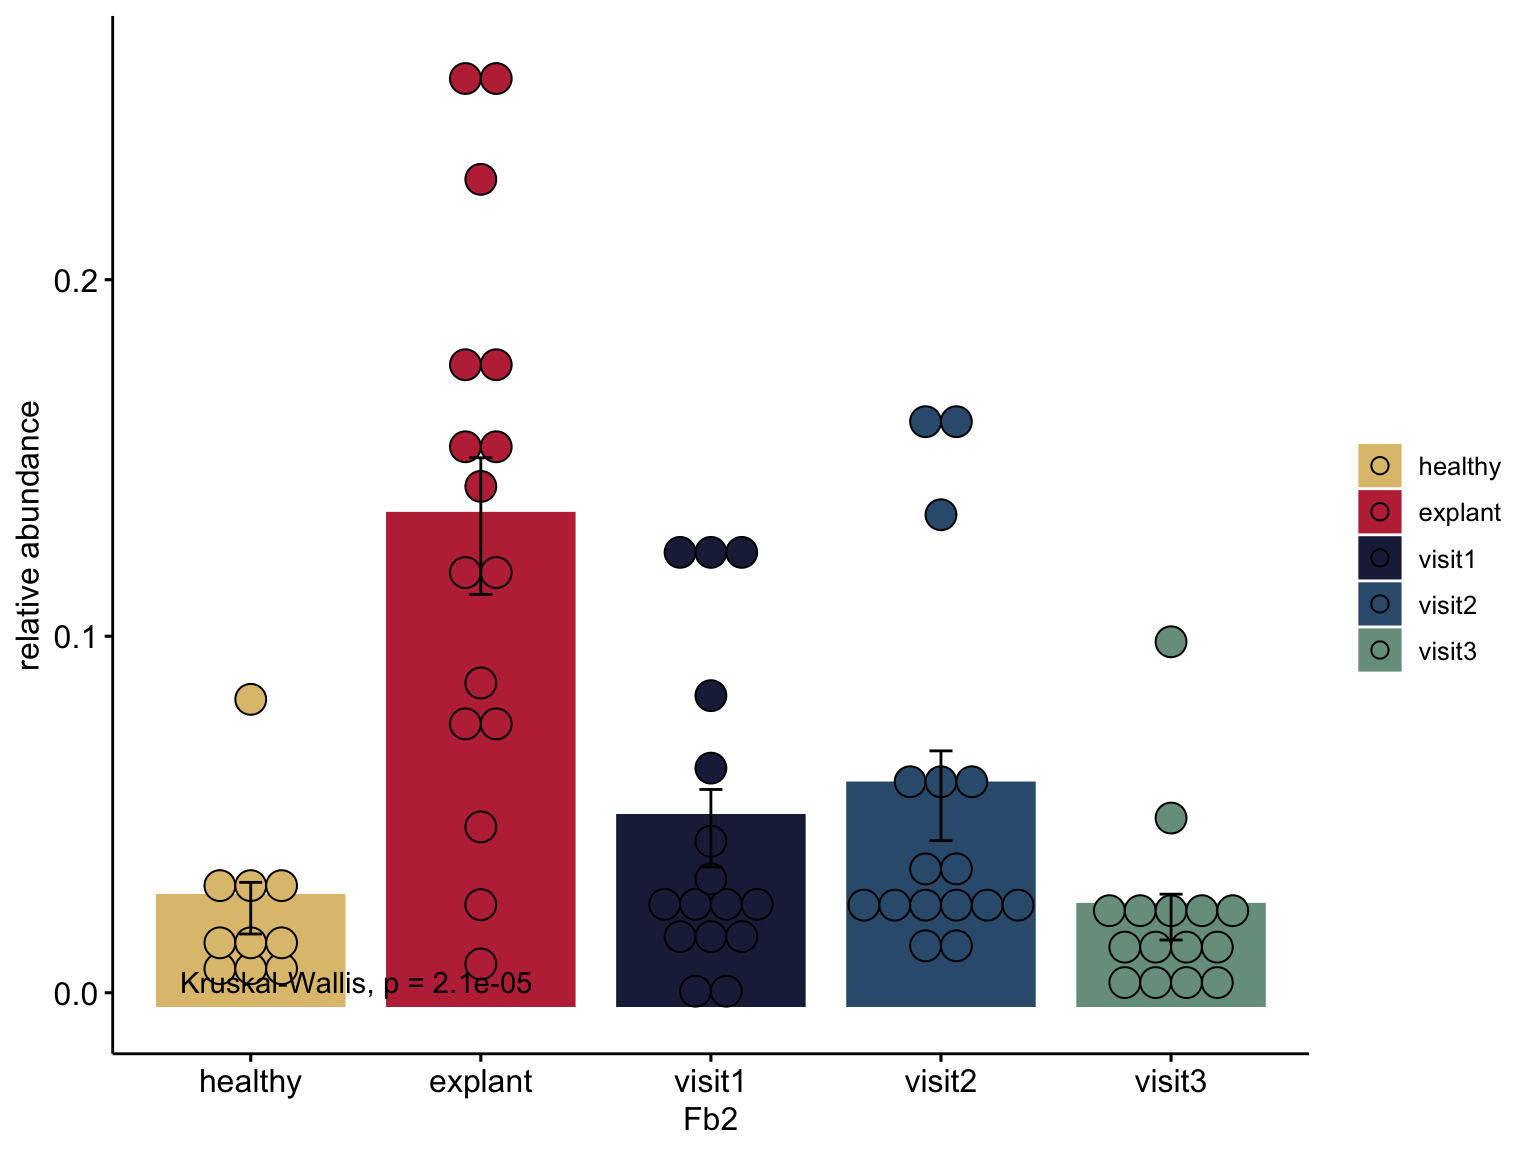 relative abundance
0.2
0.1
0.0
Kruskal-Wallis, p = 2.1e-05
healthy
explant
visit1
visit2
visit3
Fb2
healthy
explant
visit1
visit2
visit3